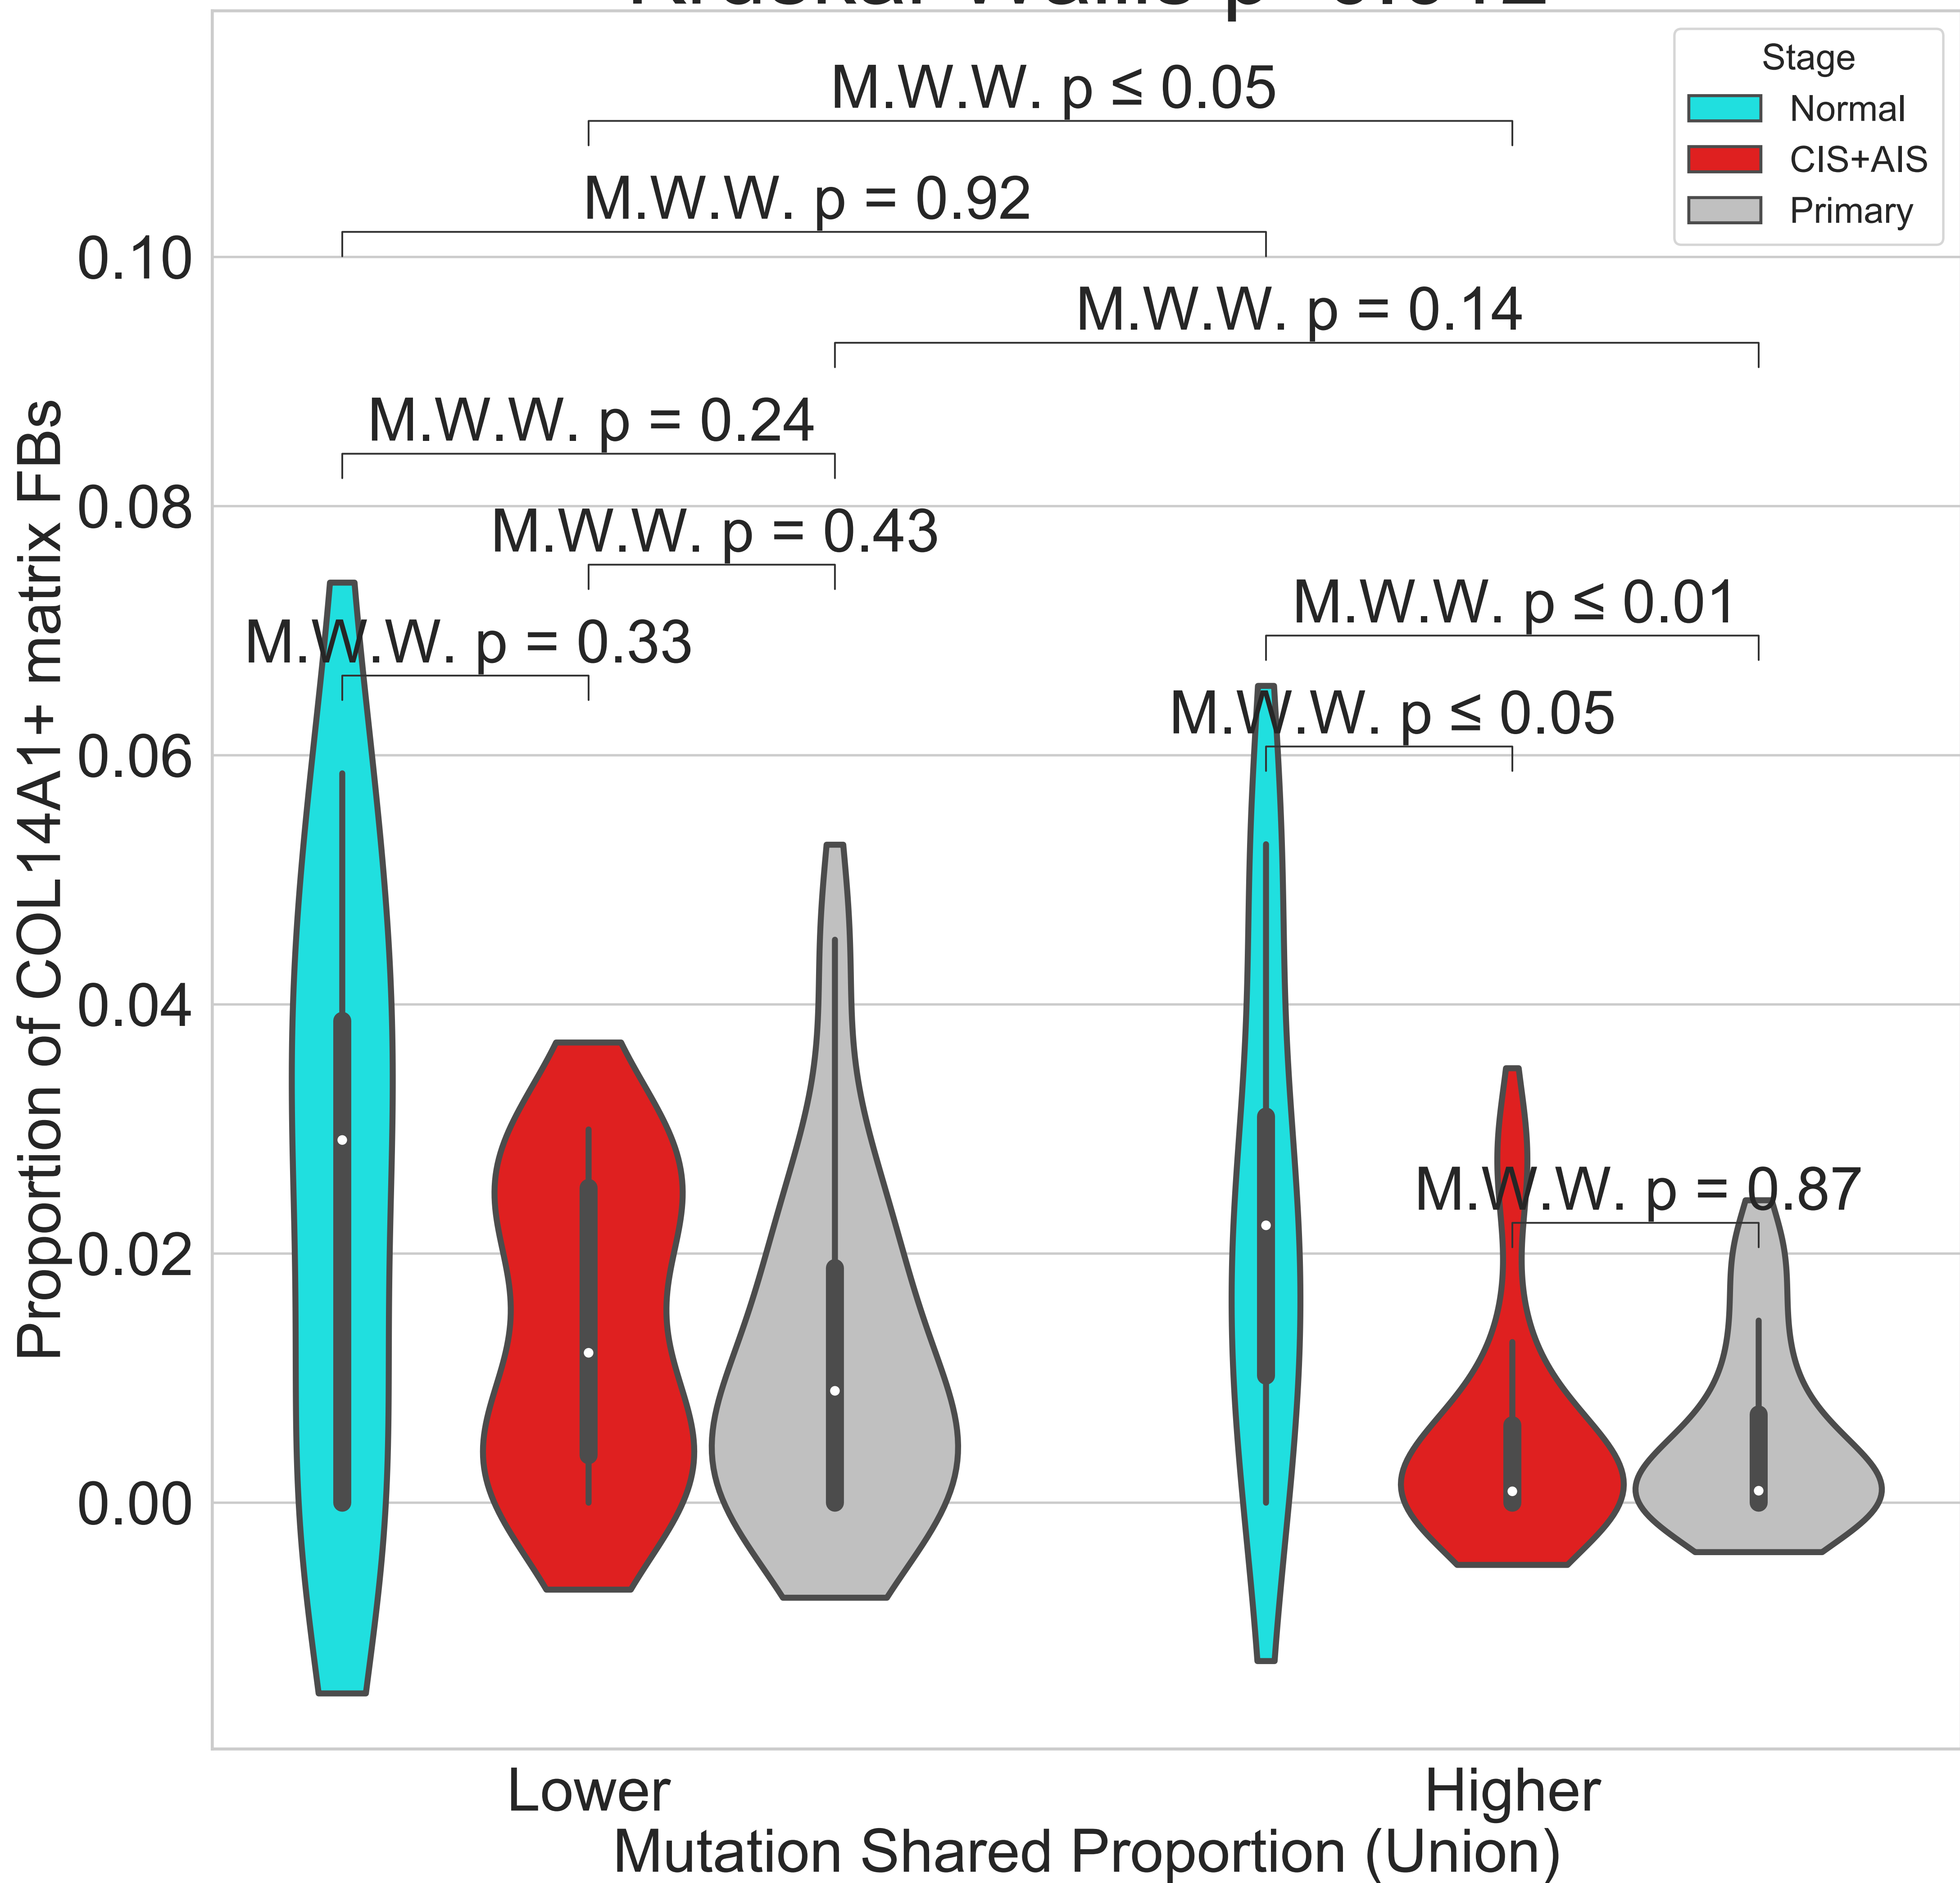 M.W.W. p ≤ 0.05
M.W.W. p = 0.92
M.W.W. p = 0.14
M.W.W. p = 0.24
M.W.W. p = 0.43
M.W.W. p = 0.33
M.W.W. p ≤ 0.01
M.W.W. p ≤ 0.05
M.W.W. p = 0.87
Stage
Normal
CIS+AIS
Primary
Proportion of COL14A1+ matrix FBs
0.10
0.08
0.06
0.04
0.02
0.00
Lower
Higher
Mutation Shared Proportion (Union)